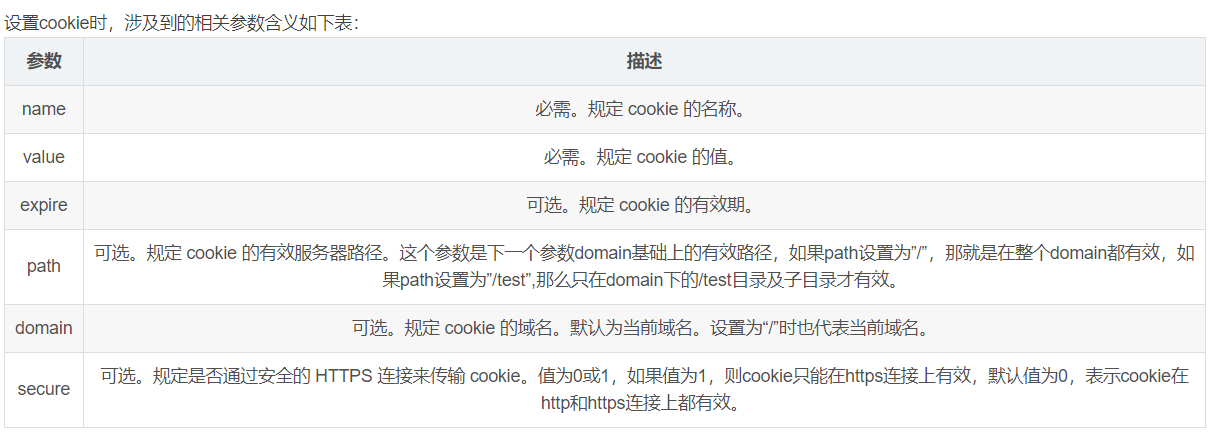 设置cookie时，涉及到的相关参数含义如下表：
参数 描述
name 必需。规定 cookie 的名称。
value 必需。规定 cookie 的值。
expire 可选。规定 cookie 的有效期。
path 可选。规定 cookie 的有效服务器路径。这个参数是下一个参数domain基础上的有效路径，如果path设置为”/”，那就是在整个domain都有效，如
果path设置为”/test”,那么只在domain下的/test目录及子目录才有效。
domain 可选。规定 cookie 的域名。默认为当前域名。设置为“/”时也代表当前域名。
secure 可选。规定是否通过安全的 HTTPS 连接来传输 cookie。值为0或1，如果值为1，则cookie只能在https连接上有效，默认值为0，表示cookie在
http和https连接上都有效。